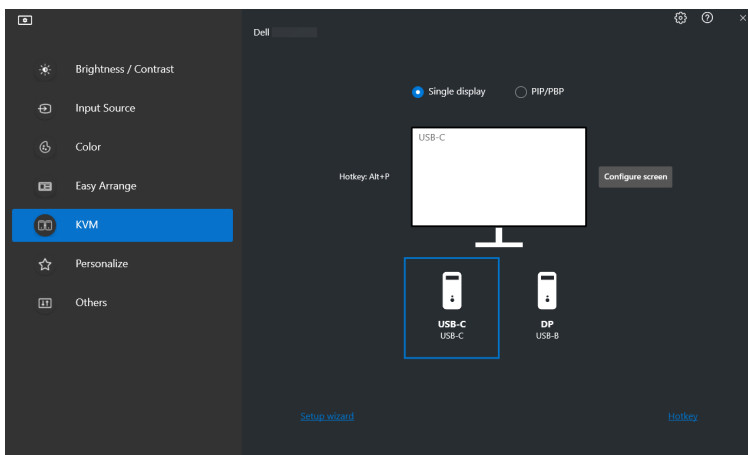 Dell
Brightness / Contrast
Input Source
Color
Easy Arrange
KVM
Personalize
Others
Single display
PIP/PBP
USB-C
Hotkey: Alt+P
Configure screen
USB-C
USB-C
DP
USB-B
Setup wizard
Hotkey